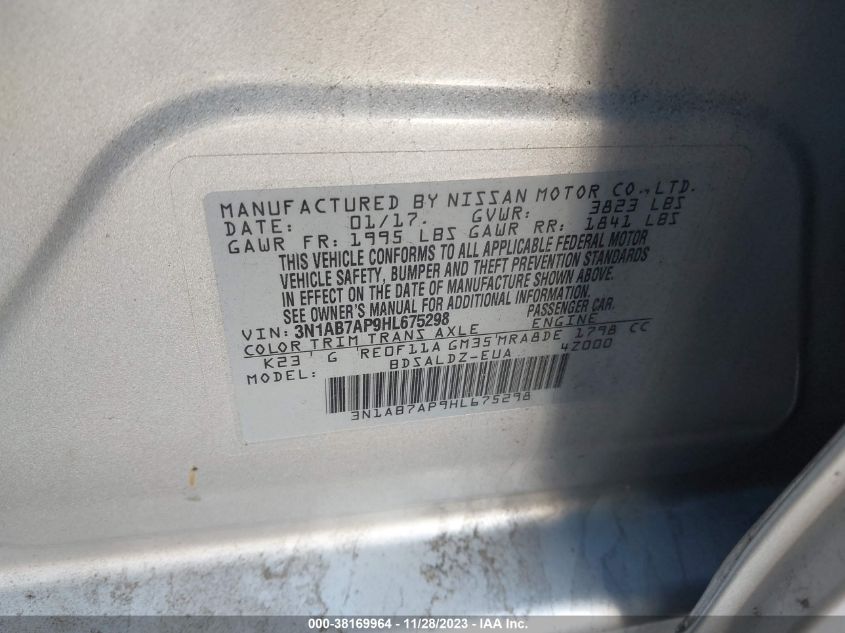 MANUFACTURED BY NISSAN MOTOR CO.,LTD.
DATE: 01/17. GVWR: 3823 LBS
GAWR FR: 1995 LBS GAWR RR: 1841 LBS
THIS VEHICLE CONFORMS TO ALL APPLICABLE FEDERAL MOTOR
VEHICLE SAFETY, BUMPER AND THEFT PREVENTION STANDARDS
IN EFFECT ON THE DATE OF MANUFACTURE SHOWN ABOVE.
SEE OWNER'S MANUAL FOR ADDITIONAL INFORMATION.
VIN: 3N1AB7AP9HL675298 PASSENGER CAR.
COLOR TRIM TRANS AXLE ENGINE
K23 G RE0F11A GM35 MRA8DE 1798 CC
MODEL: BDSALDZ-EUA 4Z000
3N1AB7AP9HL675298
000-38169964 - 11/28/2023 - IAAI.COM